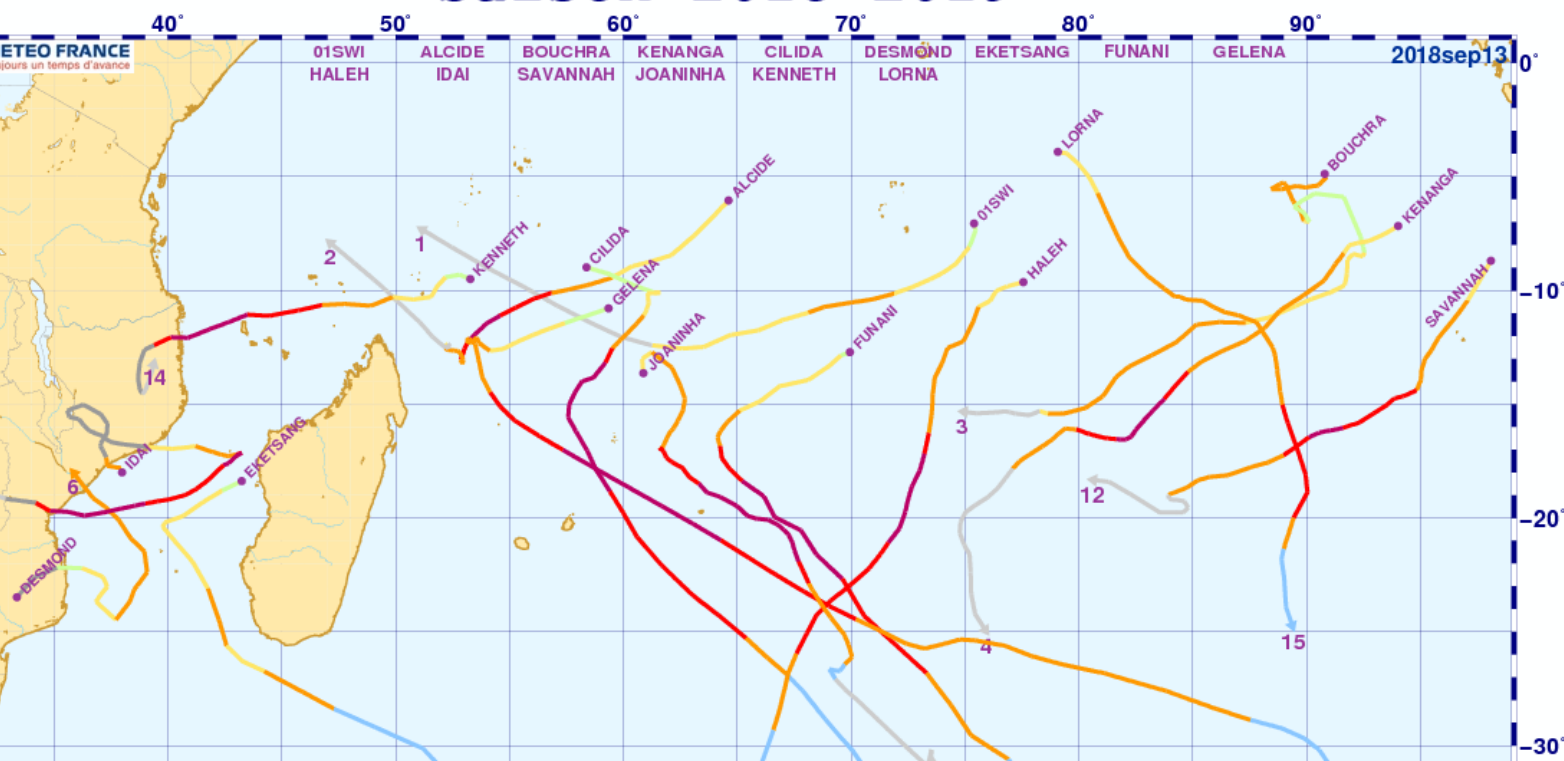 40° 50° 60° 70° 80° 90°
ETEO FRANCE
jours un temps d'avance
01SWI ALCIDE BOUCHRA KENANGA CILIDA DESMOND EKETSANG FUNANI GELENA
HALEH IDAI SAVANNAH JOANINHA KENNETH LORNA
2018sep13
0°
LORNA
BOUCHRA
ALCIDE
KENANGA
01SWI
1
2
KENNETH
CILIDA
HALEH
GELENA
SAVANNAH
-10°
JOANINHA
FUNANI
14
3
IDAI
EKETSANG
6
12
-20°
DESMOND
4
15
-30°